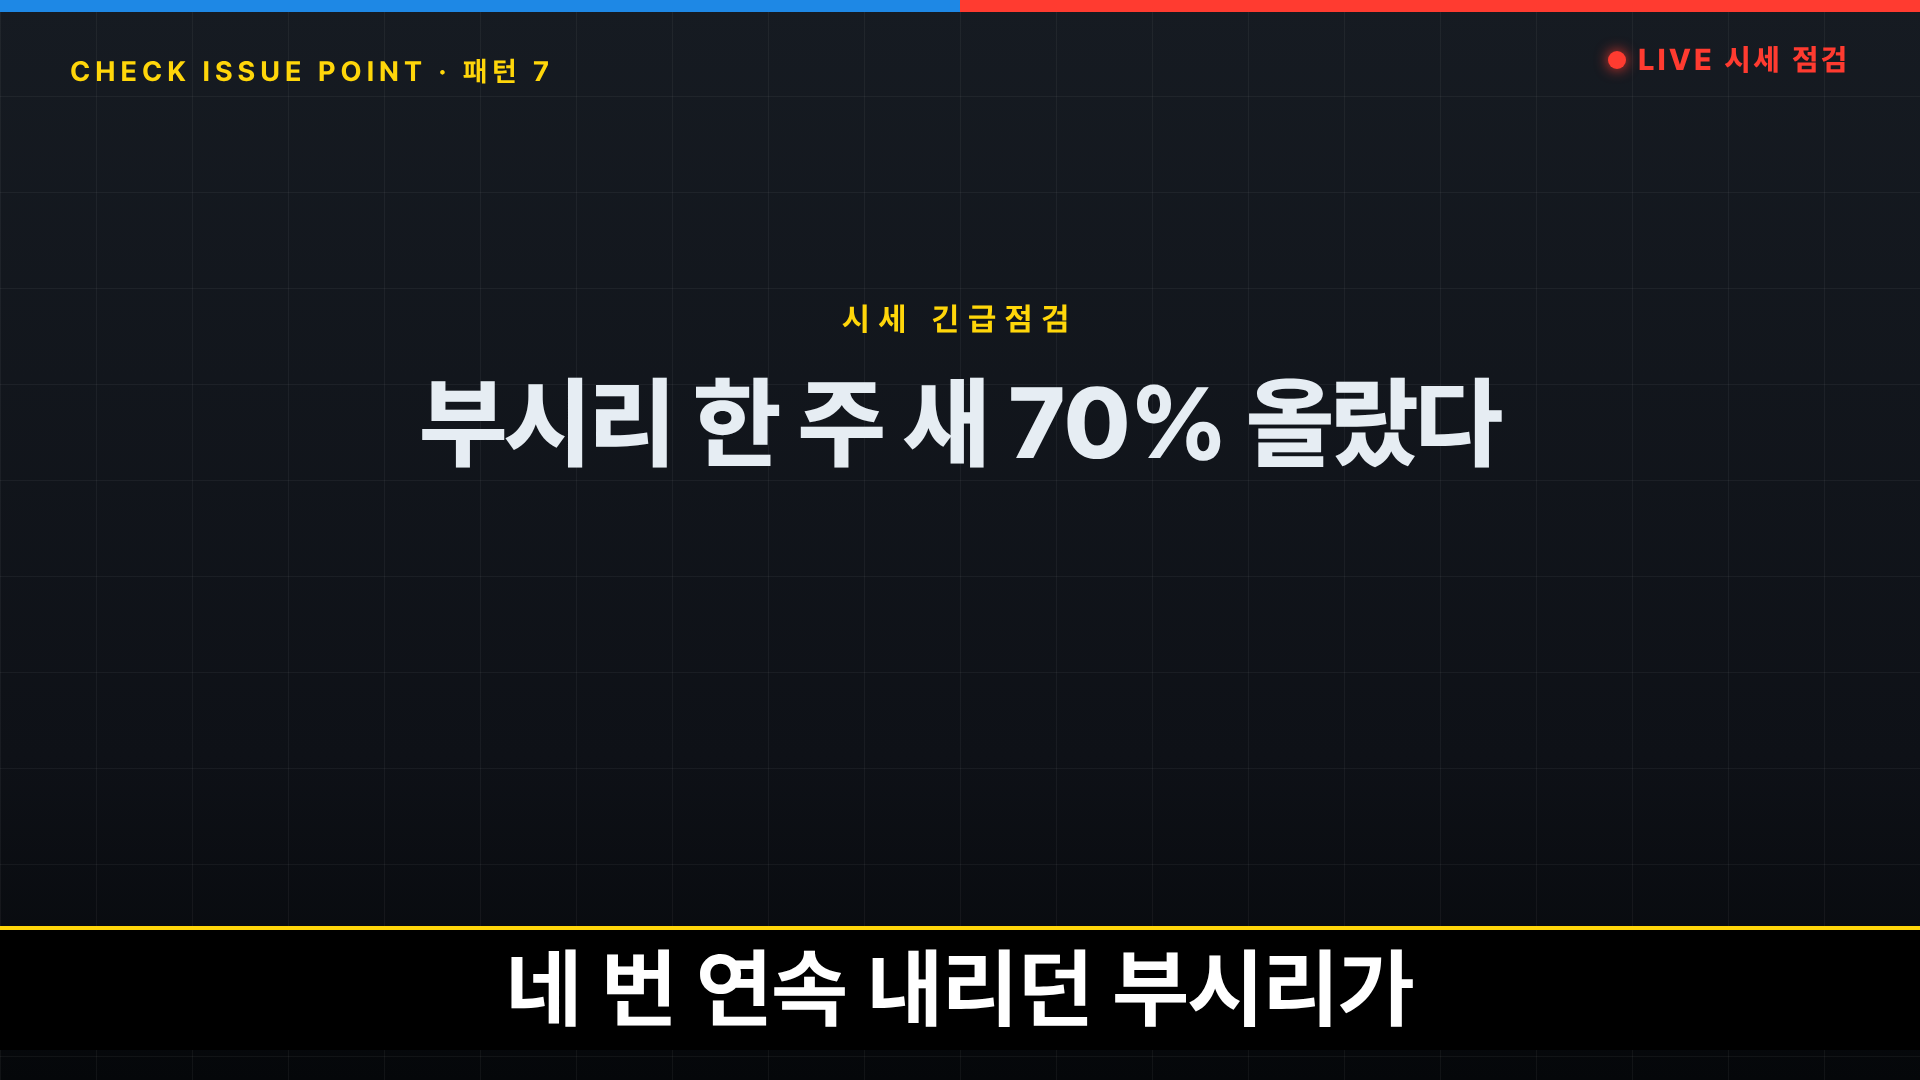 CHECK ISSUE POINT · 패턴 7
LIVE 시세 점검
시세 긴급점검
부시리 한 주 새 70% 올랐다
네 번 연속 내리던 부시리가